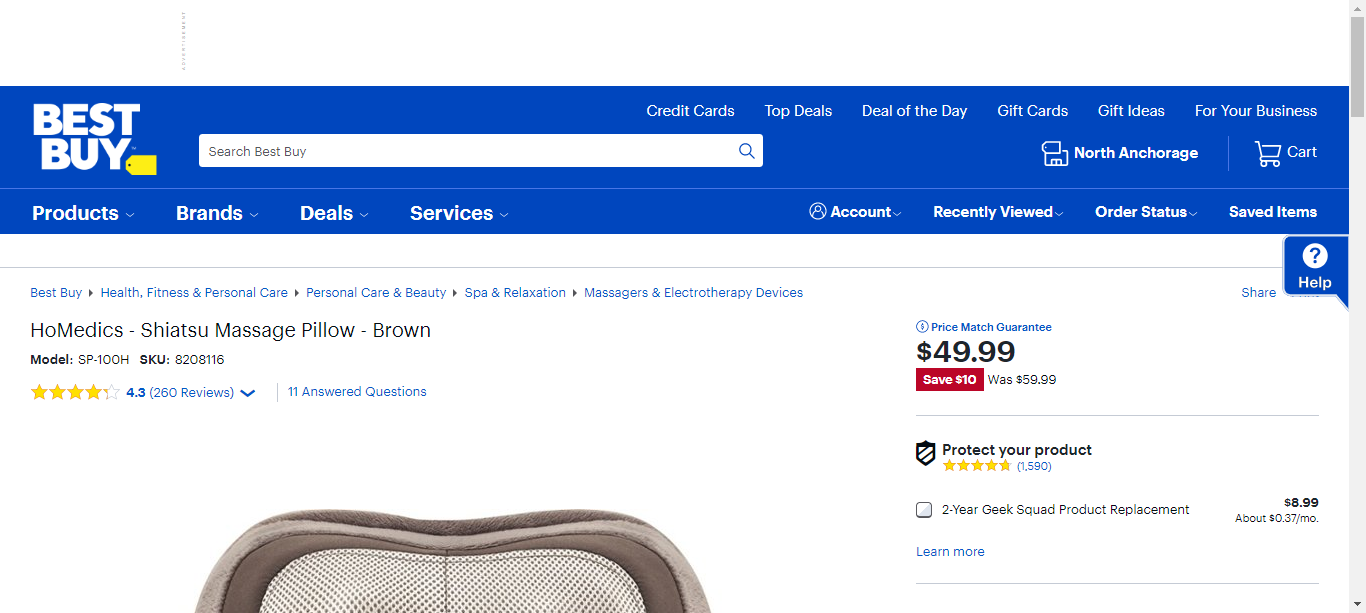 ADVERTISEMENT
Credit Cards Top Deals Deal of the Day Gift Cards Gift Ideas For Your Business
BEST
BUY
Search Best Buy
North Anchorage
Cart
Products Brands Deals Services
Account Recently Viewed Order Status Saved Items
?
Help
Best Buy Health, Fitness & Personal Care Personal Care & Beauty Spa & Relaxation Massagers & Electrotherapy Devices
Share
HoMedics - Shiatsu Massage Pillow - Brown
Model: SP-100H SKU: 8208116
4.3 (260 Reviews) 11 Answered Questions
Price Match Guarantee
$49.99
Save $10 Was $59.99
Protect your product
(1,590)
2-Year Geek Squad Product Replacement $8.99
About $0.37/mo.
Learn more